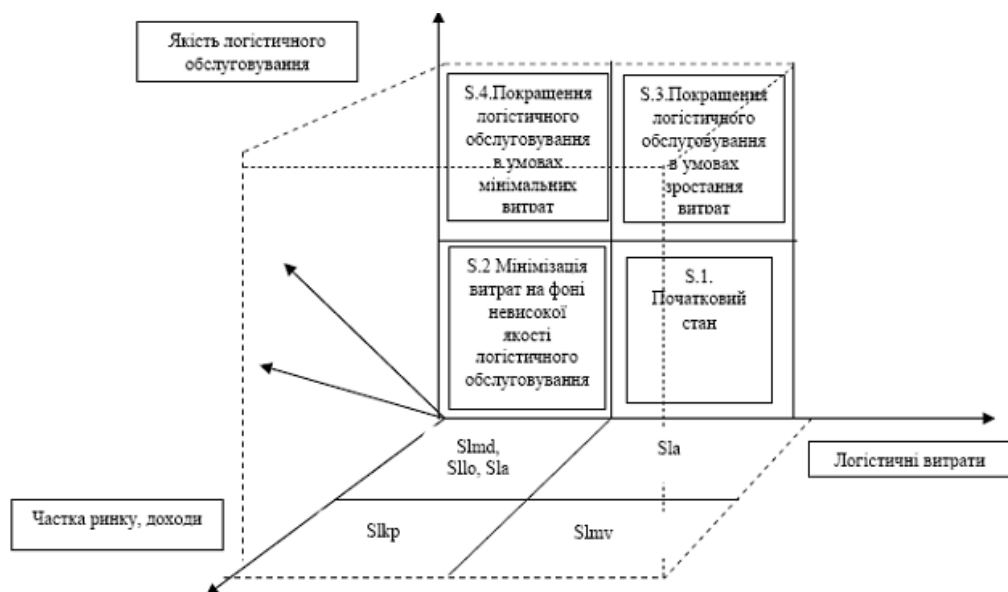 Якість логістичного
обслуговування
S.4.Покращення
логістичного
обслуговування
в умовах
мінімальних
витрат
S.3.Покращення
логістичного
обслуговування
в умовах
зростання
витрат
S.2 Мінімізація
витрат на фоні
невисокої
якості
логістичного
обслуговування
S.1.
Початковий
стан
Slmd,
Sllo, Sla
Sla
Логістичні витрати
Частка ринку, доходи
Slkp
Slmv